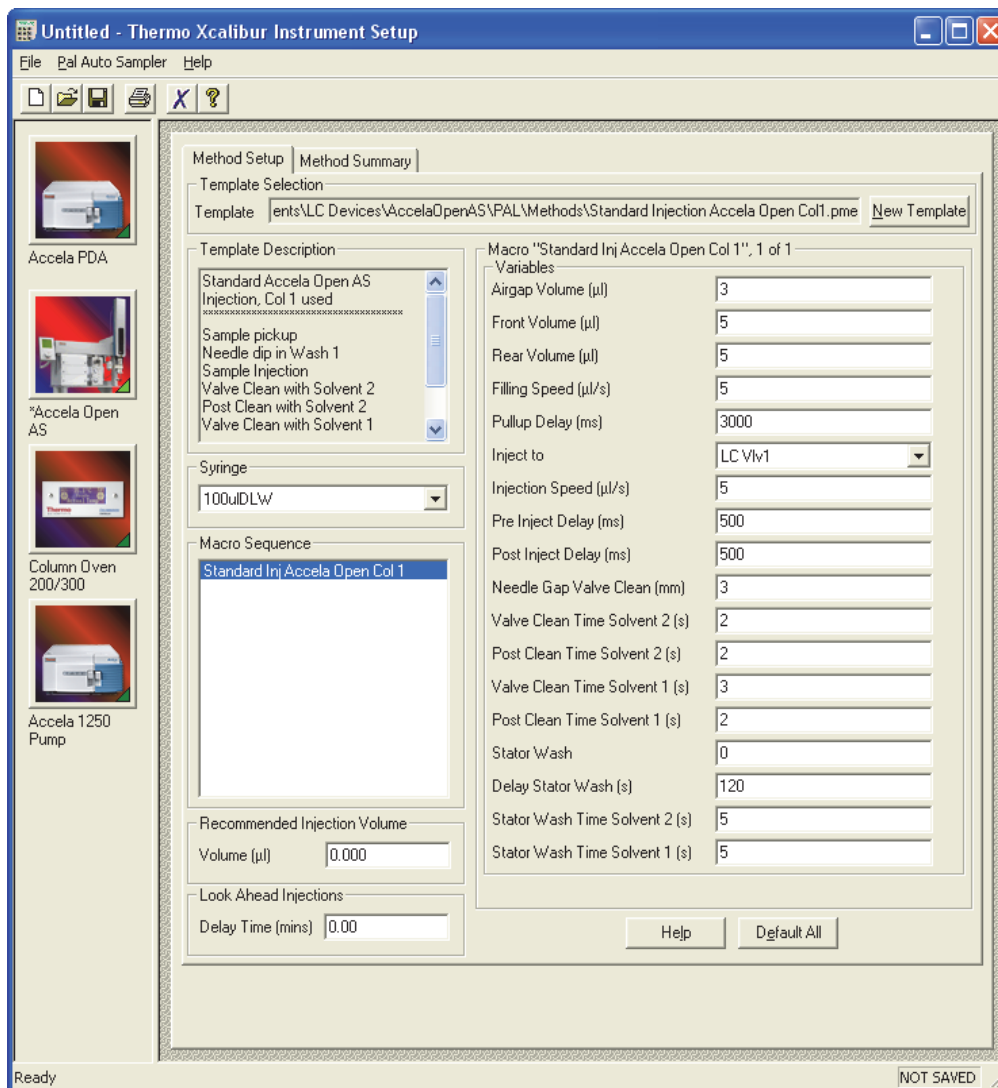 Untitled - Thermo Xcalibur Instrument Setup
File Pal Auto Sampler Help
Accela PDA
*Accela Open
AS
Thermo
Column Oven
200/300
Accela 1250
Pump
Method Setup
Method Summary
Template Selection
Template ents\LC Devices\AccelaOpenAS\PAL\Methods\Standard Injection Accela Open Col1.pme New Template
Template Description
Standard Accela Open AS
Injection, Col 1 used
************************************
Sample pickup
Needle dip in Wash 1
Sample Injection
Valve Clean with Solvent 2
Post Clean with Solvent 2
Valve Clean with Solvent 1
Syringe
100ulDLW
Macro Sequence
Standard Inj Accela Open Col 1
Recommended Injection Volume
Volume (µl) 0.000
Look Ahead Injections
Delay Time (mins) 0.00
Macro "Standard Inj Accela Open Col 1", 1 of 1
Variables
Airgap Volume (µl) 3
Front Volume (µl) 5
Rear Volume (µl) 5
Filling Speed (µl/s) 5
Pullup Delay (ms) 3000
Inject to LC Vlv1
Injection Speed (µl/s) 5
Pre Inject Delay (ms) 500
Post Inject Delay (ms) 500
Needle Gap Valve Clean (mm) 3
Valve Clean Time Solvent 2 (s) 2
Post Clean Time Solvent 2 (s) 2
Valve Clean Time Solvent 1 (s) 3
Post Clean Time Solvent 1 (s) 2
Stator Wash 0
Delay Stator Wash (s) 120
Stator Wash Time Solvent 2 (s) 5
Stator Wash Time Solvent 1 (s) 5
Help Default All
Ready NOT SAVED